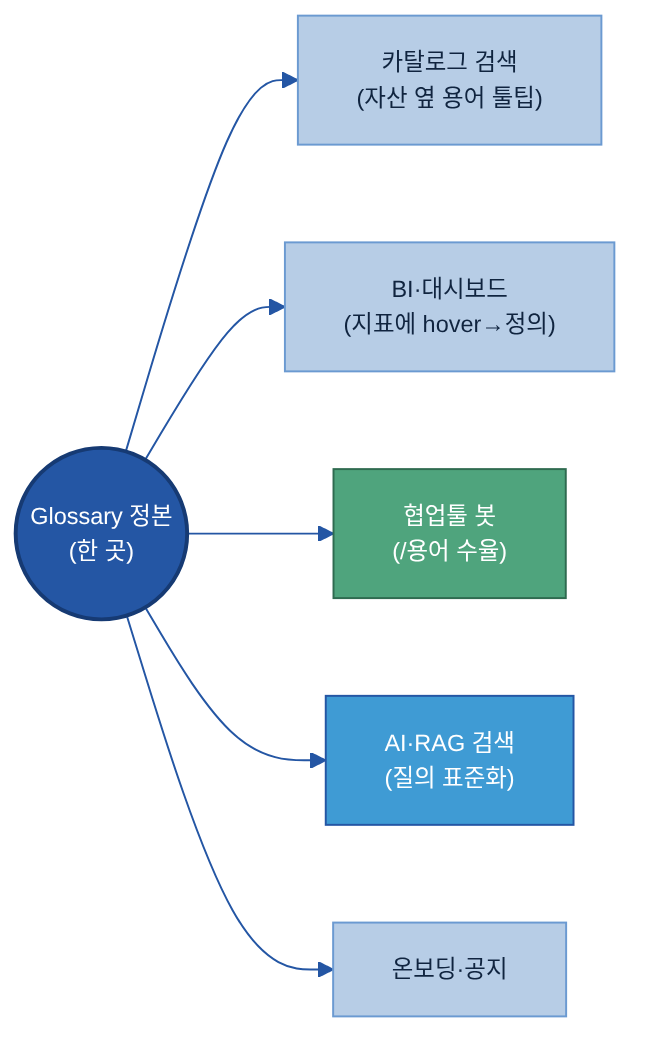 카탈로그 검색
(자산 옆 용어 툴팁)
BI·대시보드
(지표에 hover→정의)
Glossary 정본
(한 곳)
협업툴 봇
(/용어 수율)
AI·RAG 검색
(질의 표준화)
온보딩·공지